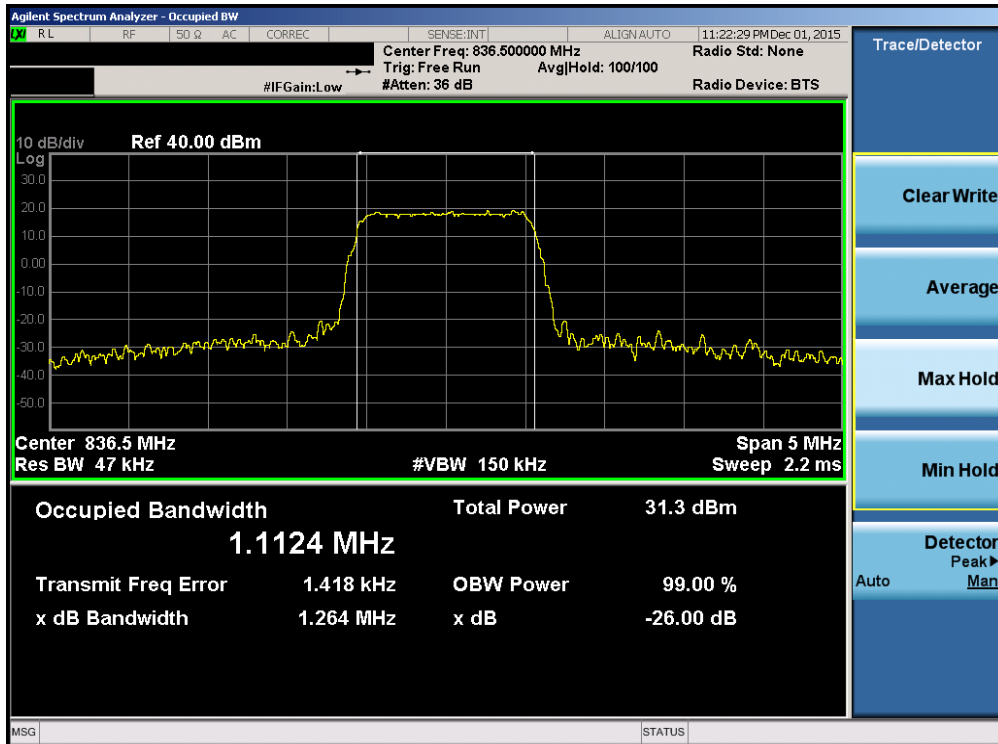 Agilent Spectrum Analyzer - Occupied BW
LXI RL RF 50 Ω AC CORREC SENSE:INT ALIGN AUTO 11:22:29 PM Dec 01, 2015
Center Freq: 836.500000 MHz Radio Std: None
Trig: Free Run Avg|Hold: 100/100
#IFGain:Low #Atten: 36 dB Radio Device: BTS
Trace/Detector
10 dB/div Ref 40.00 dBm
Log
30.0
20.0
10.0
0.00
-10.0
-20.0
-30.0
-40.0
-50.0
Center 836.5 MHz Span 5 MHz
Res BW 47 kHz #VBW 150 kHz Sweep 2.2 ms
Occupied Bandwidth Total Power 31.3 dBm
1.1124 MHz
Transmit Freq Error 1.418 kHz OBW Power 99.00 %
x dB Bandwidth 1.264 MHz x dB -26.00 dB
Clear Write
Average
Max Hold
Min Hold
Detector
Peak▶
Auto Man
MSG STATUS